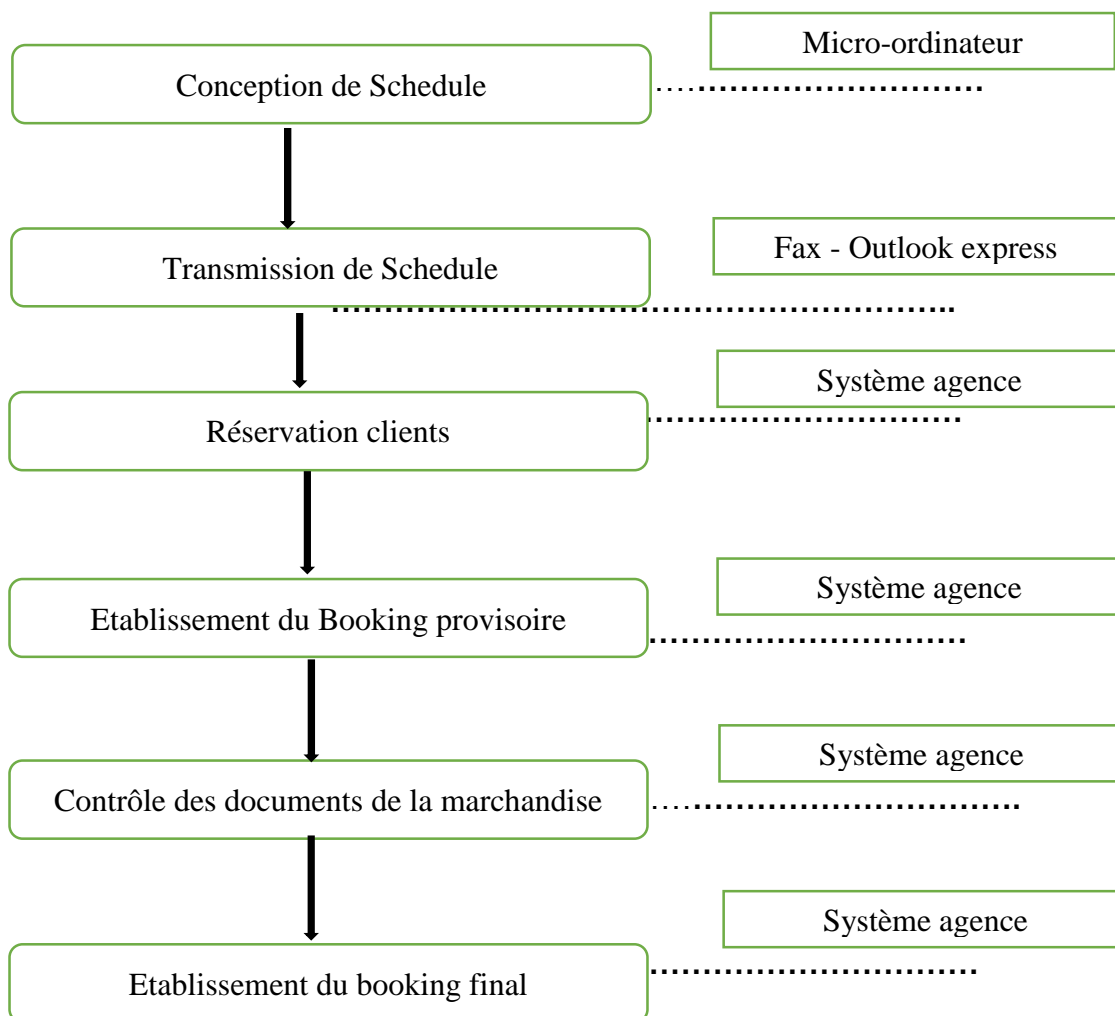 Micro-ordinateur
Conception de Schedule
Fax - Outlook express
Transmission de Schedule
Système agence
Réservation clients
Système agence
Etablissement du Booking provisoire
Système agence
Contrôle des documents de la marchandise
Système agence
Etablissement du booking final